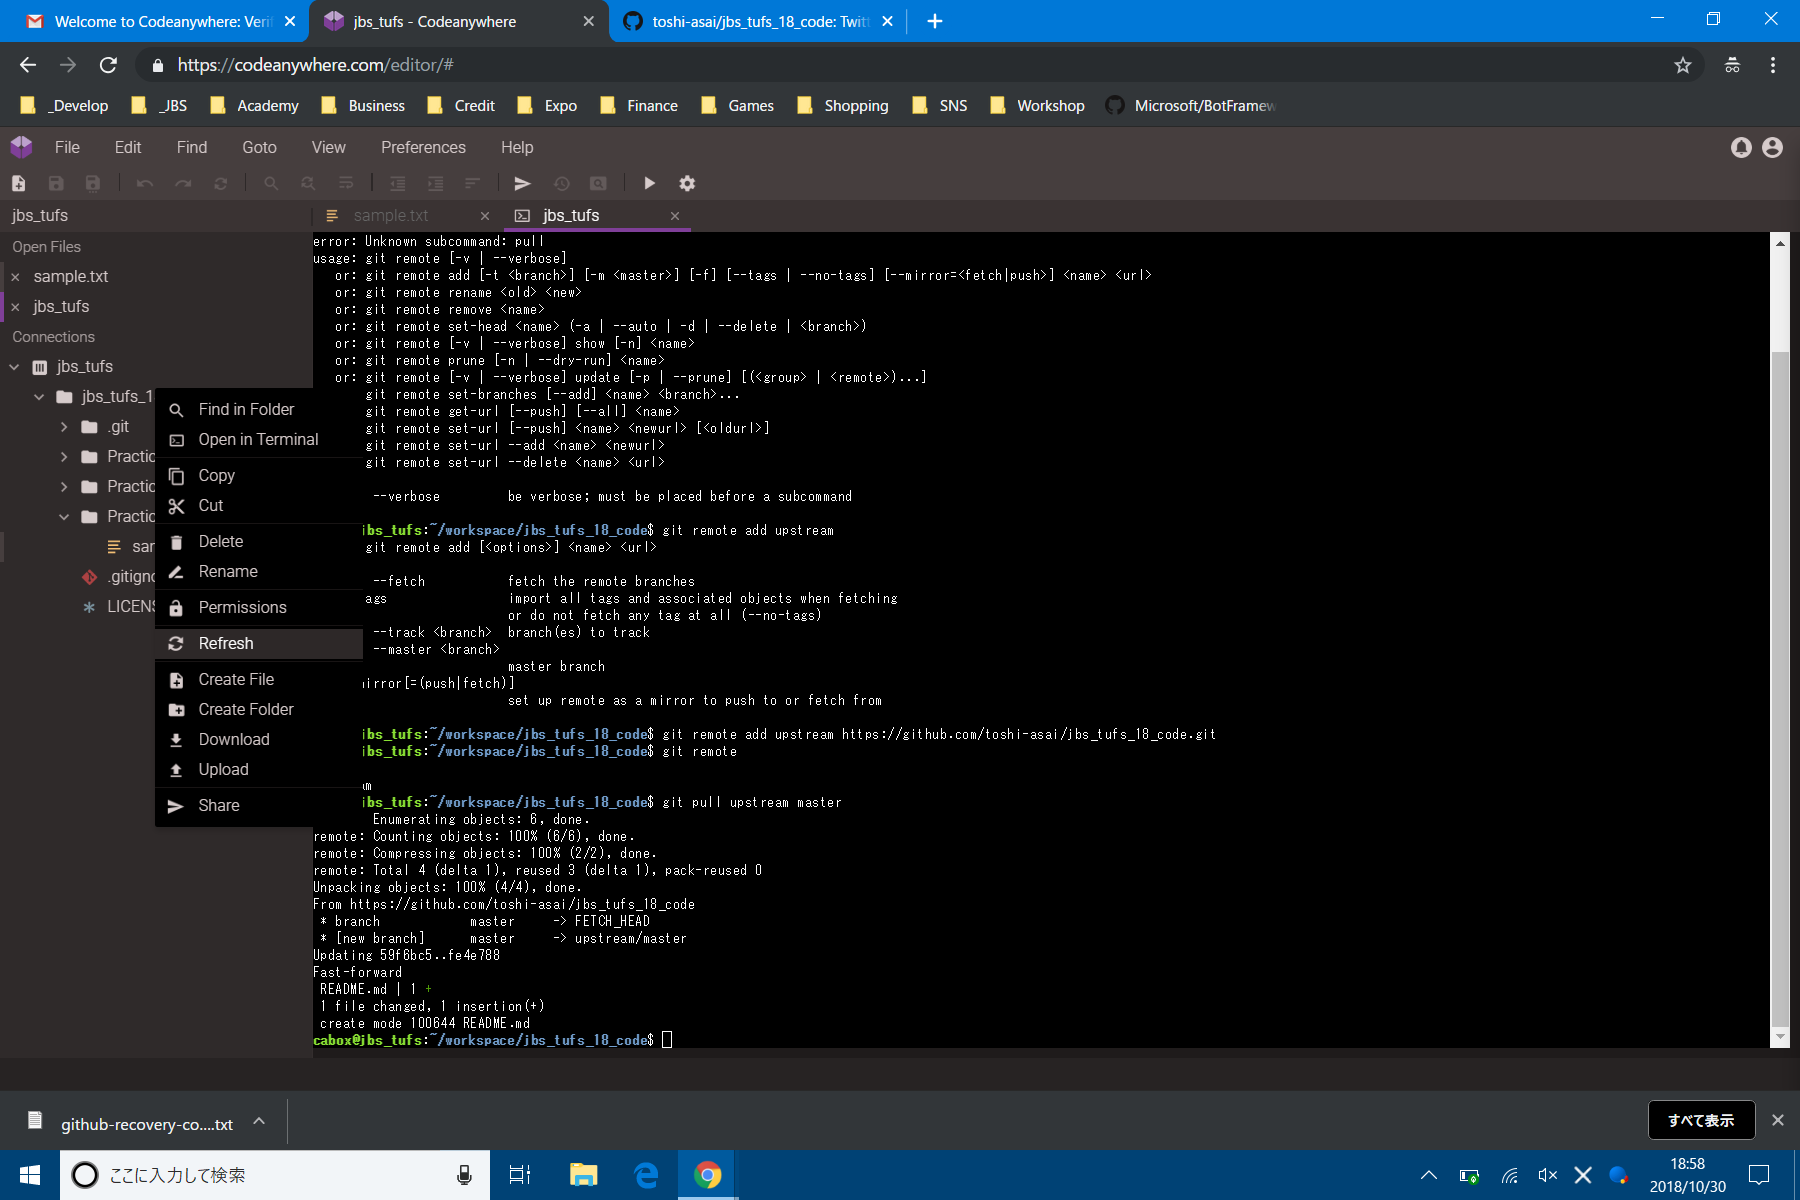 Welcome to Codeanywhere: Veri
jbs_tufs - Codeanywhere
toshi-asai/jbs_tufs_18_code: Twitt
https://codeanywhere.com/editor/#
_Develop
_JBS
Academy
Business
Credit
Expo
Finance
Games
Shopping
SNS
Workshop
Microsoft/BotFramew
File
Edit
Find
Goto
View
Preferences
Help
jbs_tufs
sample.txt
jbs_tufs
Open Files
sample.txt
jbs_tufs
Connections
jbs_tufs
jbs_tufs_1
.git
Practic
Practic
Practic
sar
.gitigno
LICENS
Find in Folder
Open in Terminal
Copy
Cut
Delete
Rename
Permissions
Refresh
Create File
Create Folder
Download
Upload
Share
error: Unknown subcommand: pull
usage: git remote [-v | --verbose]
or: git remote add [-t <branch>] [-m <master>] [-f] [--tags | --no-tags] [--mirror=<fetch|push>] <name> <url>
or: git remote rename <old> <new>
or: git remote remove <name>
or: git remote set-head <name> (-a | --auto | -d | --delete | <branch>)
or: git remote [-v | --verbose] show [-n] <name>
or: git remote prune [-n | --dry-run] <name>
or: git remote [-v | --verbose] update [-p | --prune] [(<group> | <remote>)...]
git remote set-branches [--add] <name> <branch>...
git remote get-url [--push] [--all] <name>
git remote set-url [--push] <name> <newurl> [<oldurl>]
git remote set-url --add <name> <newurl>
git remote set-url --delete <name> <url>
--verbose be verbose; must be placed before a subcommand
jbs_tufs:~/workspace/jbs_tufs_18_code$ git remote add upstream
git remote add [<options>] <name> <url>
--fetch fetch the remote branches
ags import all tags and associated objects when fetching
or do not fetch any tag at all (--no-tags)
--track <branch> branch(es) to track
--master <branch>
master branch
mirror[=(push|fetch)]
set up remote as a mirror to push to or fetch from
jbs_tufs:~/workspace/jbs_tufs_18_code$ git remote add upstream https://github.com/toshi-asai/jbs_tufs_18_code.git
jbs_tufs:~/workspace/jbs_tufs_18_code$ git remote
am
jbs_tufs:~/workspace/jbs_tufs_18_code$ git pull upstream master
Enumerating objects: 6, done.
remote: Counting objects: 100% (6/6), done.
remote: Compressing objects: 100% (2/2), done.
remote: Total 4 (delta 1), reused 3 (delta 1), pack-reused 0
Unpacking objects: 100% (4/4), done.
From https://github.com/toshi-asai/jbs_tufs_18_code
* branch master -> FETCH_HEAD
* [new branch] master -> upstream/master
Updating 59f6bc5..fe4e788
Fast-forward
README.md | 1 +
1 file changed, 1 insertion(+)
create mode 100644 README.md
cabox@jbs_tufs:~/workspace/jbs_tufs_18_code$
github-recovery-co....txt
すべて表示
ここに入力して検索
18:58
2018/10/30